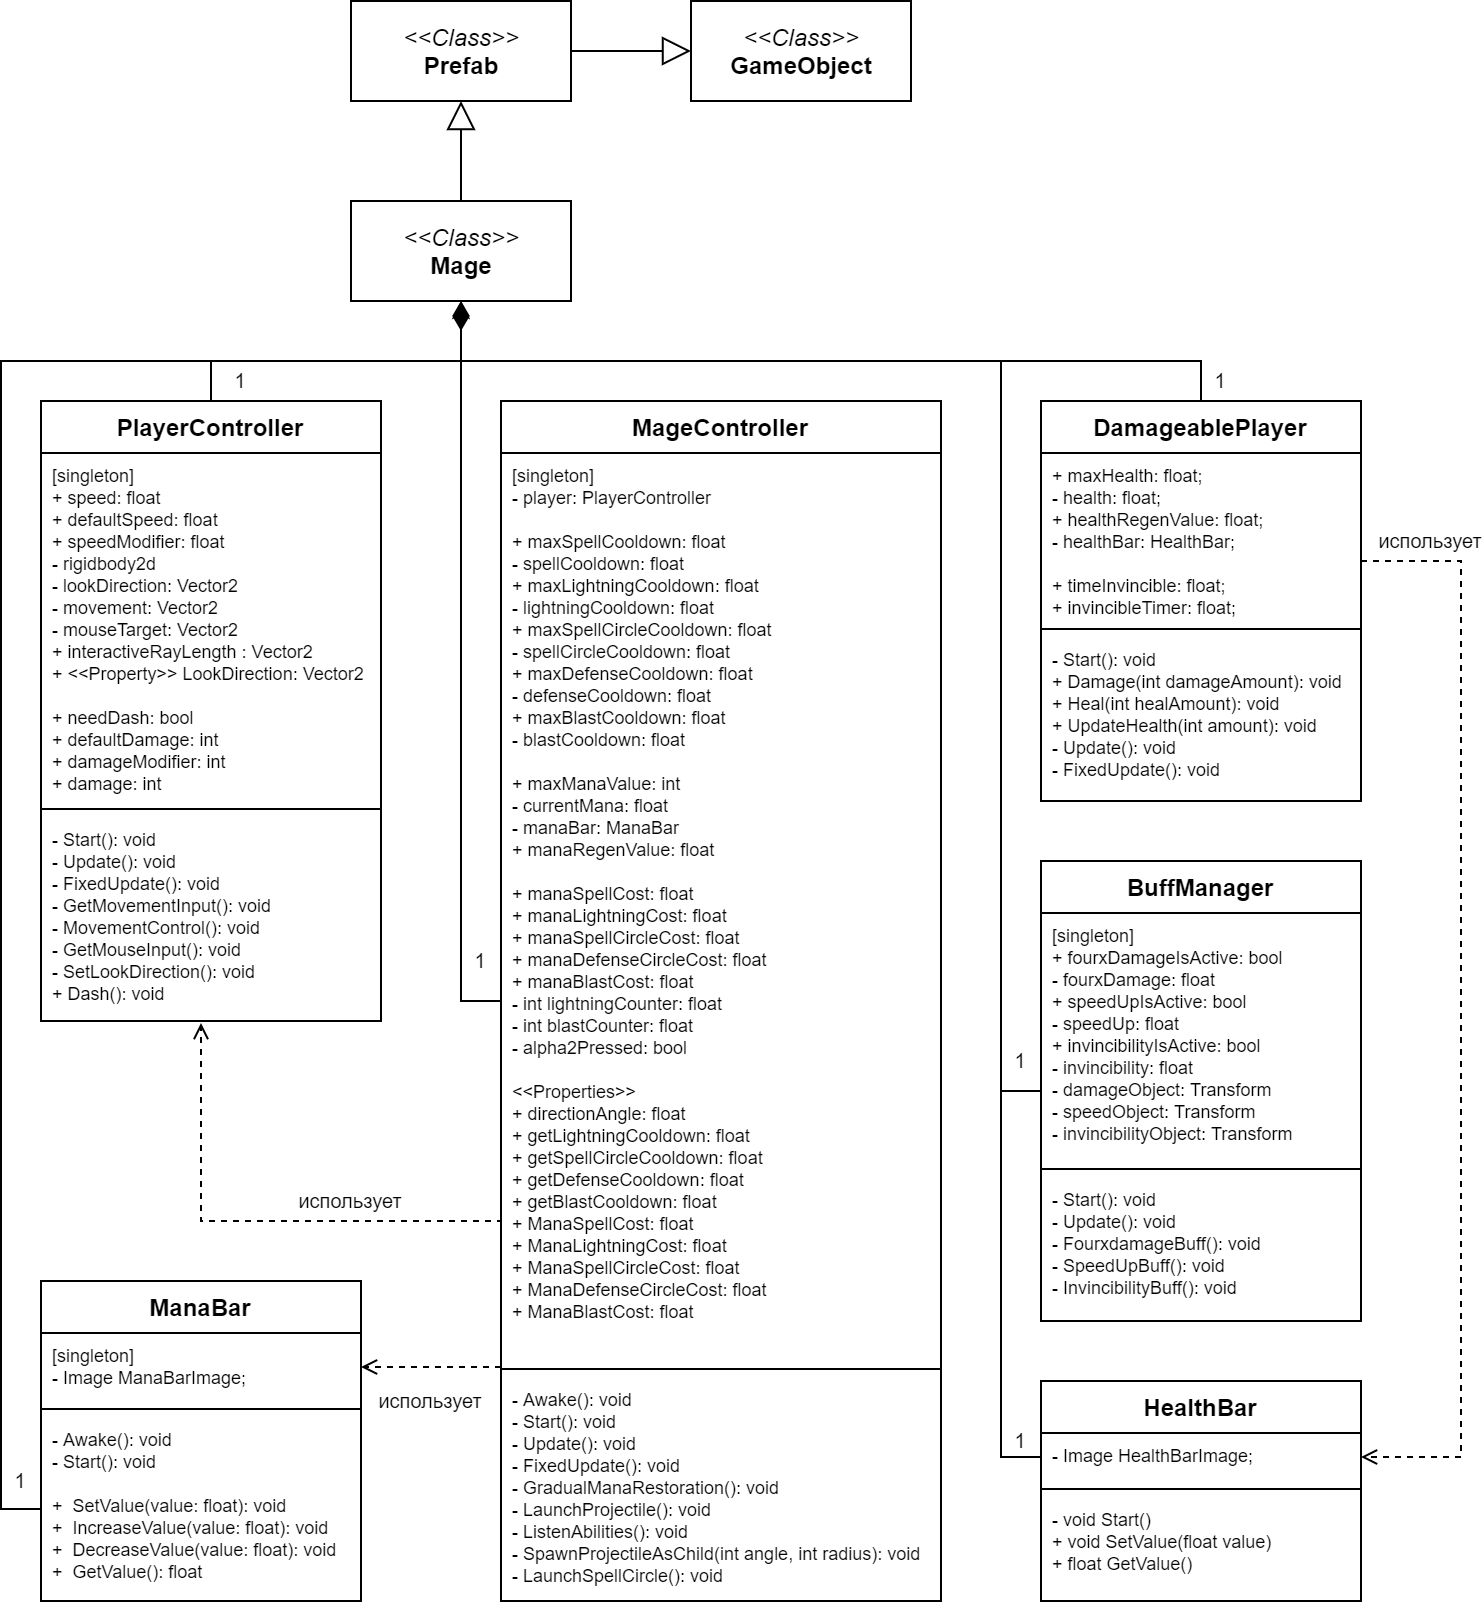 <<Class>>
Prefab
<<Class>>
GameObject
<<Class>>
Mage
1
1
PlayerController
[singleton]
+ speed: float
+ defaultSpeed: float
+ speedModifier: float
- rigidbody2d
- lookDirection: Vector2
- movement: Vector2
- mouseTarget: Vector2
+ interactiveRayLength : Vector2
+ <<Property>> LookDirection: Vector2
+ needDash: bool
+ defaultDamage: int
+ damageModifier: int
+ damage: int
- Start(): void
- Update(): void
- FixedUpdate(): void
- GetMovementInput(): void
- MovementControl(): void
- GetMouseInput(): void
- SetLookDirection(): void
+ Dash(): void
MageController
[singleton]
- player: PlayerController
+ maxSpellCooldown: float
- spellCooldown: float
+ maxLightningCooldown: float
- lightningCooldown: float
+ maxSpellCircleCooldown: float
- spellCircleCooldown: float
+ maxDefenseCooldown: float
- defenseCooldown: float
+ maxBlastCooldown: float
- blastCooldown: float
+ maxManaValue: int
- currentMana: float
- manaBar: ManaBar
+ manaRegenValue: float
+ manaSpellCost: float
+ manaLightningCost: float
+ manaSpellCircleCost: float
+ manaDefenseCircleCost: float
+ manaBlastCost: float
- int lightningCounter: float
- int blastCounter: float
- alpha2Pressed: bool
<<Properties>>
+ directionAngle: float
+ getLightningCooldown: float
+ getSpellCircleCooldown: float
+ getDefenseCooldown: float
+ getBlastCooldown: float
+ ManaSpellCost: float
+ ManaLightningCost: float
+ ManaSpellCircleCost: float
+ ManaDefenseCircleCost: float
+ ManaBlastCost: float
- Awake(): void
- Start(): void
- Update(): void
- FixedUpdate(): void
- GradualManaRestoration(): void
- LaunchProjectile(): void
- ListenAbilities(): void
- SpawnProjectileAsChild(int angle, int radius): void
- LaunchSpellCircle(): void
1
DamageablePlayer
+ maxHealth: float;
- health: float;
+ healthRegenValue: float;
- healthBar: HealthBar;
+ timeInvincible: float;
+ invincibleTimer: float;
- Start(): void
+ Damage(int damageAmount): void
+ Heal(int healAmount): void
+ UpdateHealth(int amount): void
- Update(): void
- FixedUpdate(): void
использует
BuffManager
[singleton]
+ fourxDamageIsActive: bool
- fourxDamage: float
+ speedUpIsActive: bool
- speedUp: float
+ invincibilityIsActive: bool
- invincibility: float
- damageObject: Transform
- speedObject: Transform
- invincibilityObject: Transform
- Start(): void
- Update(): void
- FourxdamageBuff(): void
- SpeedUpBuff(): void
- InvincibilityBuff(): void
1
использует
ManaBar
[singleton]
- Image ManaBarImage;
- Awake(): void
- Start(): void
+ SetValue(value: float): void
+ IncreaseValue(value: float): void
+ DecreaseValue(value: float): void
+ GetValue(): float
1
использует
HealthBar
- Image HealthBarImage;
- void Start()
+ void SetValue(float value)
+ float GetValue()
1